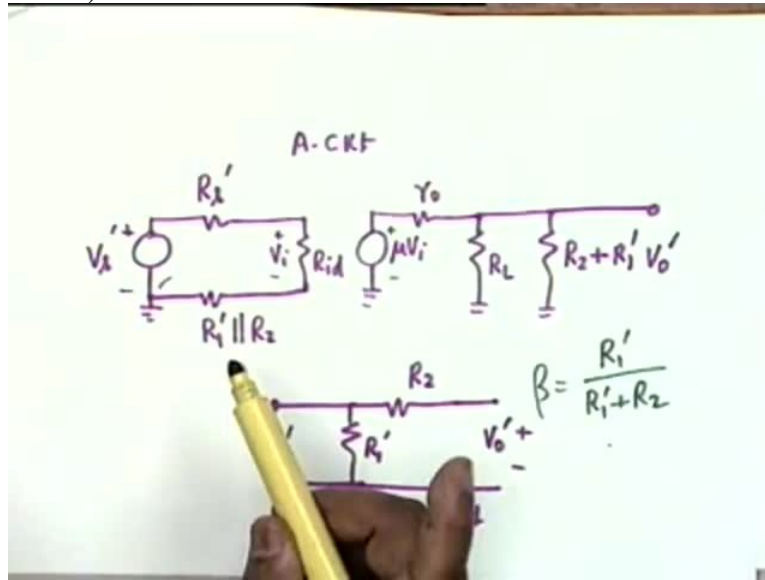 A-CKT
Rs'
Vs' + -
Vi + -
Rid
R1' || R2
ro
μVi + -
RL
R2+R1'
Vo'
R2
R1'
Vo' + -
β = R1' / (R1'+R2)